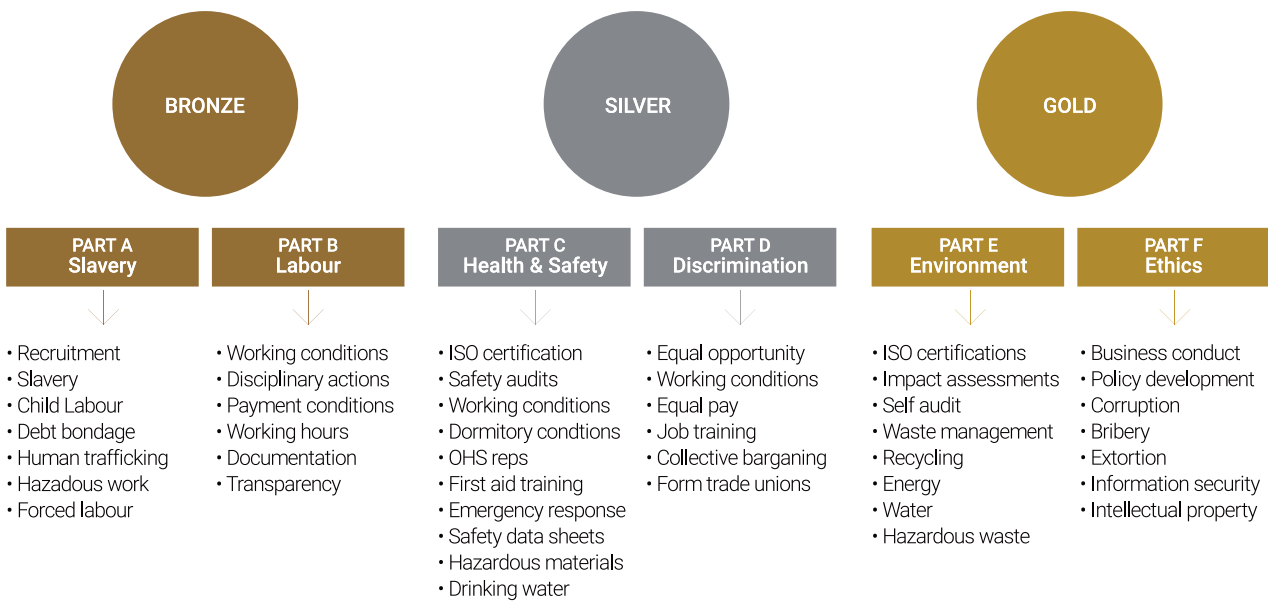 BRONZE
PART A
Slavery
• Recruitment
• Slavery
• Child Labour
• Debt bondage
• Human trafficking
• Hazadous work
• Forced labour
PART B
Labour
• Working conditions
• Disciplinary actions
• Payment conditions
• Working hours
• Documentation
• Transparency
SILVER
PART C
Health & Safety
• ISO certification
• Safety audits
• Working conditions
• Dormitory condtions
• OHS reps
• First aid training
• Emergency response
• Safety data sheets
• Hazardous materials
• Drinking water
PART D
Discrimination
• Equal opportunity
• Working conditions
• Equal pay
• Job training
• Collective barganing
• Form trade unions
GOLD
PART E
Environment
• ISO certifications
• Impact assessments
• Self audit
• Waste management
• Recycling
• Energy
• Water
• Hazardous waste
PART F
Ethics
• Business conduct
• Policy development
• Corruption
• Bribery
• Extortion
• Information security
• Intellectual property